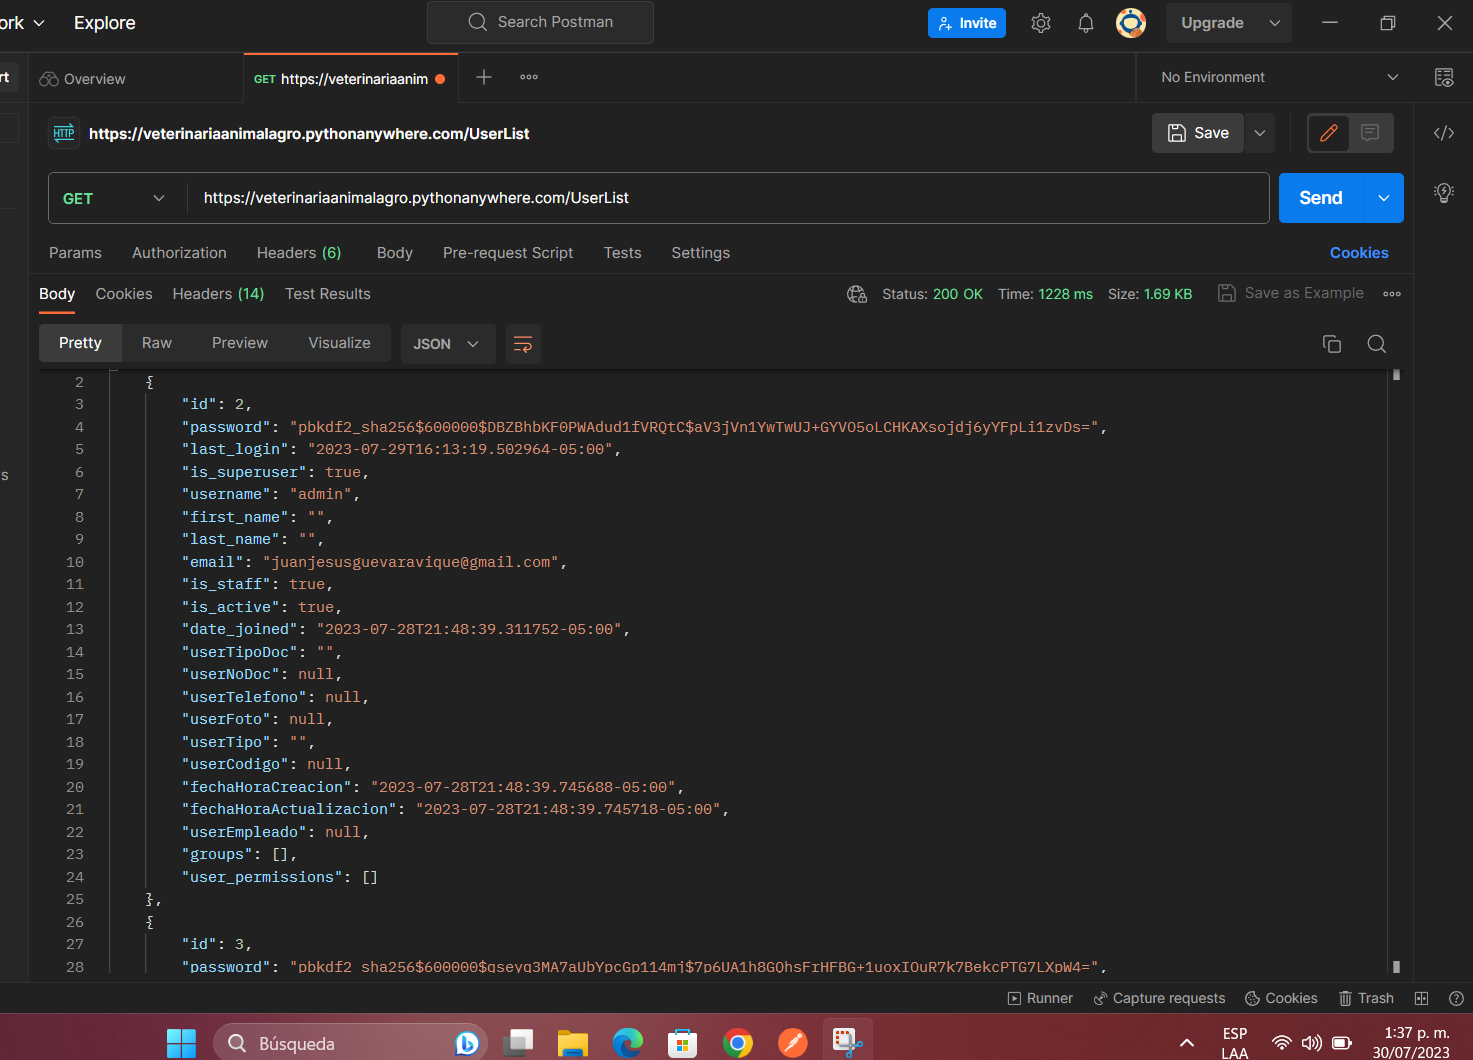 ork
Explore
Search Postman
Invite
Upgrade
rt
Overview
GET https://veterinariaanim
No Environment
HTTP
https://veterinariaanimalagro.pythonanywhere.com/UserList
Save
GET
https://veterinariaanimalagro.pythonanywhere.com/UserList
Send
Params Authorization Headers (6) Body Pre-request Script Tests Settings
Cookies
Body Cookies Headers (14) Test Results
Status: 200 OK Time: 1228 ms Size: 1.69 KB
Save as Example
Pretty Raw Preview Visualize
JSON
2 {
3 "id": 2,
4 "password": "pbkdf2_sha256$600000$DBZBhbKF0PWAdud1fVRQtC$aV3jVn1YwTwUJ+GYVO5oLCHKAXsojdj6yYFpLi1zvDs=",
5 "last_login": "2023-07-29T16:13:19.502964-05:00",
6 "is_superuser": true,
7 "username": "admin",
8 "first_name": "",
9 "last_name": "",
10 "email": "juanjesusguevaravique@gmail.com",
11 "is_staff": true,
12 "is_active": true,
13 "date_joined": "2023-07-28T21:48:39.311752-05:00",
14 "userTipoDoc": "",
15 "userNoDoc": null,
16 "userTelefono": null,
17 "userFoto": null,
18 "userTipo": "",
19 "userCodigo": null,
20 "fechaHoraCreacion": "2023-07-28T21:48:39.745688-05:00",
21 "fechaHoraActualizacion": "2023-07-28T21:48:39.745718-05:00",
22 "userEmpleado": null,
23 "groups": [],
24 "user_permissions": []
25 },
26 {
27 "id": 3,
28 "password": "pbkdf2_sha256$600000$
s
Runner
Capture requests
Cookies
Trash
Búsqueda
ESP
LAA
1:37 p. m.
30/07/2023